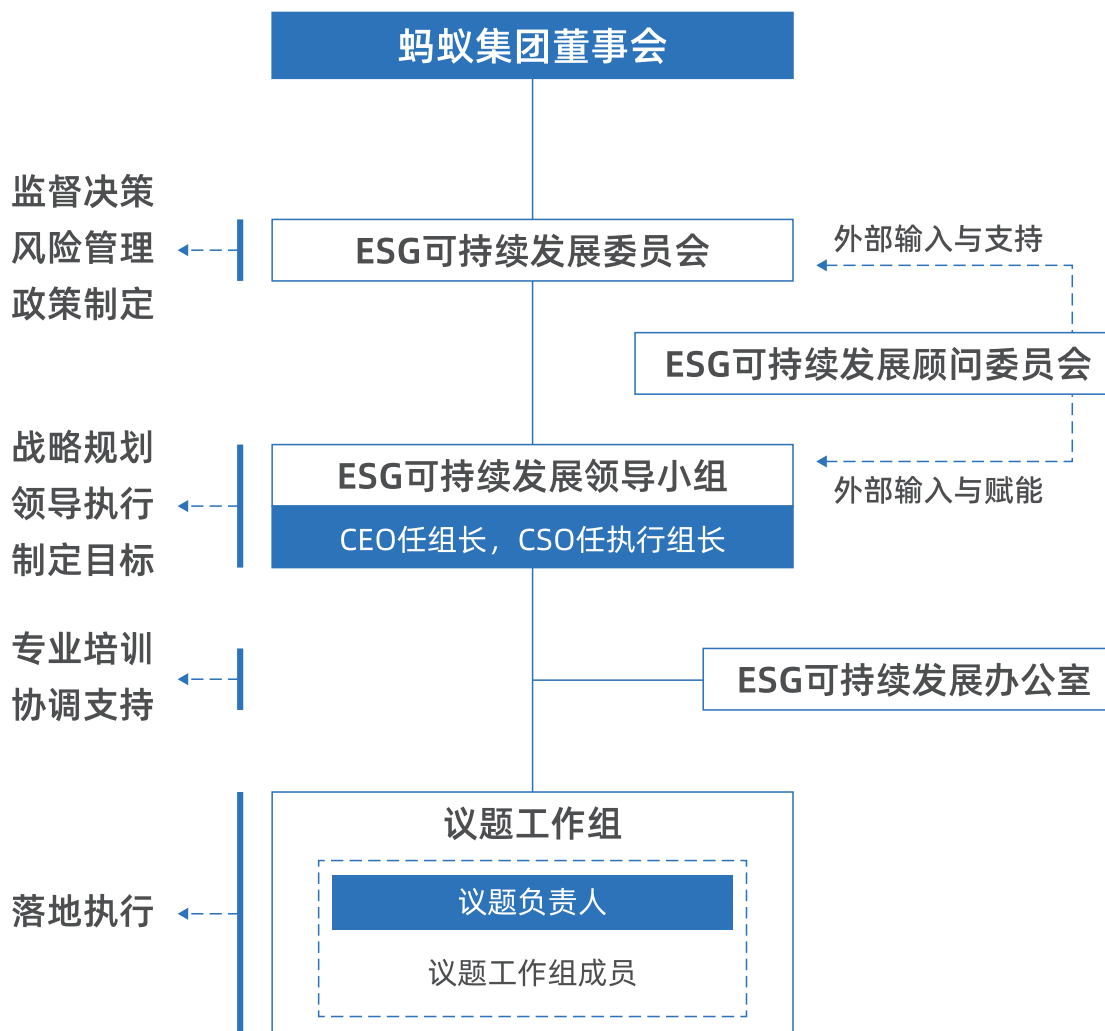 蚂蚁集团董事会
监督决策
风险管理
政策制定
ESG可持续发展委员会
外部输入与支持
ESG可持续发展顾问委员会
战略规划
领导执行
制定目标
ESG可持续发展领导小组
CEO任组长，CSO任执行组长
外部输入与赋能
专业培训
协调支持
ESG可持续发展办公室
落地执行
议题工作组
议题负责人
议题工作组成员